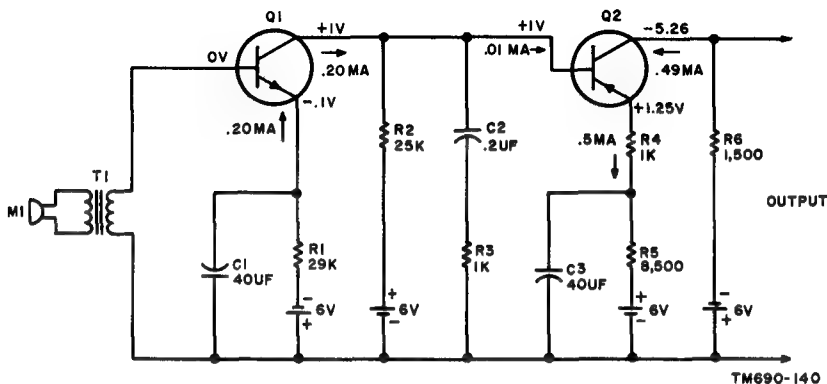 Q1
Q2
+1V
+1V
-5.26
0V
.20MA
.01 MA
.49MA
-.1V
+1.25V
.20MA
R2
25K
C2
.2UF
.5MA
R4
1K
R6
1,500
T1
M1
OUTPUT
C1
40UF
R1
29K
R3
1K
C3
40UF
R5
8,500
-
+
6V
+
-
6V
+
-
6V
-
+
6V
TM690-140